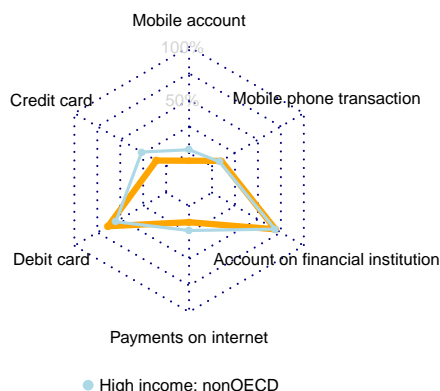 Mobile account
100%
50%
Credit card
Mobile phone transaction
Debit card
Account on financial institution
Payments on internet
High income: nonOECD